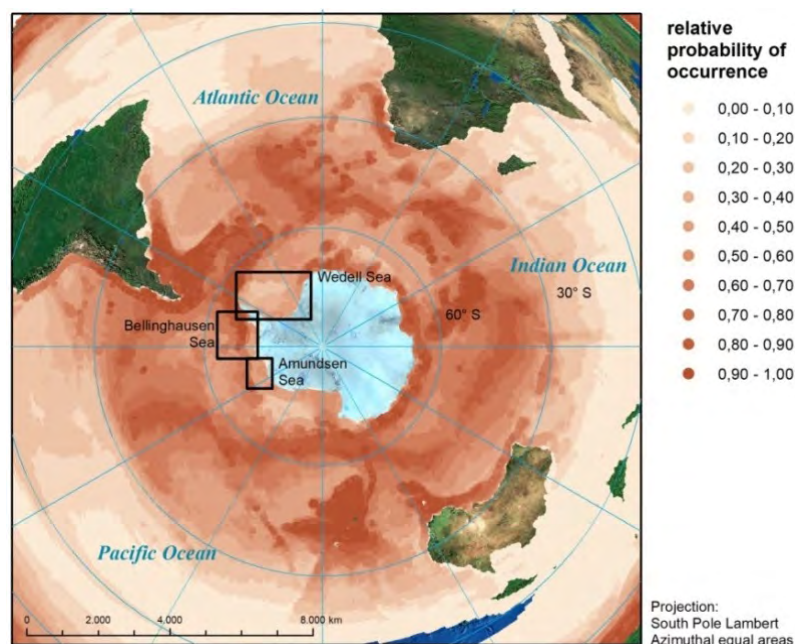 relative
probability of
occurrence
0,00 - 0,10
0,10 - 0,20
0,20 - 0,30
0,30 - 0,40
0,40 - 0,50
0,50 - 0,60
0,60 - 0,70
0,70 - 0,80
0,80 - 0,90
0,90 - 1,00
Atlantic Ocean
Indian Ocean
30° S
Wedell Sea
60° S
Bellinghausen
Sea
Amundsen
Sea
Pacific Ocean
0 2.000 4.000 8.000 km
Projection:
South Pole Lambert
Azimuthal equal areas